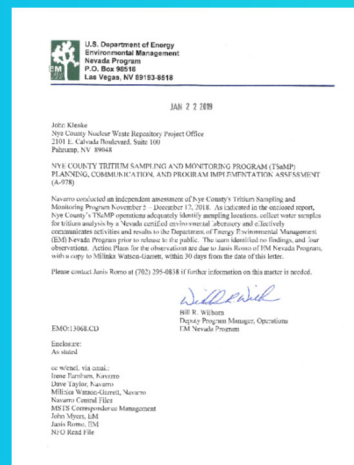 U.S. Department of Energy
Environmental Management
Nevada Program
P.O. Box 98518
Las Vegas, NV 89193-8518
EM
JAN 22 2019
John Klenke
Nye County Nuclear Waste Repository Project Office
2101 E. Calvada Boulevard, Suite 100
Pahrump, NV 89048
NYE COUNTY TRITIUM SAMPLING AND MONITORING PROGRAM (TSaMP)
PLANNING, COMMUNICATION, AND PROGRAM IMPLEMENTATION ASSESSMENT
(A-978)
Navarro conducted an independent assessment of Nye County's Tritium Sampling and
Monitoring Program November 5 – December 12, 2018. As indicated in the enclosed report,
Nye County's TSaMP operations adequately identify sampling locations, collect water samples
for tritium analysis by a Nevada certified environmental laboratory and effectively
communicates activities and results to the Department of Energy Environmental Management
(EM) Nevada Program prior to release to the public. The team identified no findings, and four
observations. Action Plans for the observations are due to Janis Romo of EM Nevada Program,
with a copy to Milinka Watson-Garrett, within 30 days from the date of this letter.
Please contact Janis Romo at (702) 295-0838 if further information on this matter is needed.
Bill R. Wilborn
Deputy Program Manager, Operations
EMO:13068.CD
EM Nevada Program
Enclosure:
As stated
cc w/encl. via email:
Irene Farnham, Navarro
Dave Taylor, Navarro
Milinka Watson-Garrett, Navarro
Navarro Central Files
MSTS Correspondence Management
John Myers, EM
Janis Romo, EM
NFO Read File